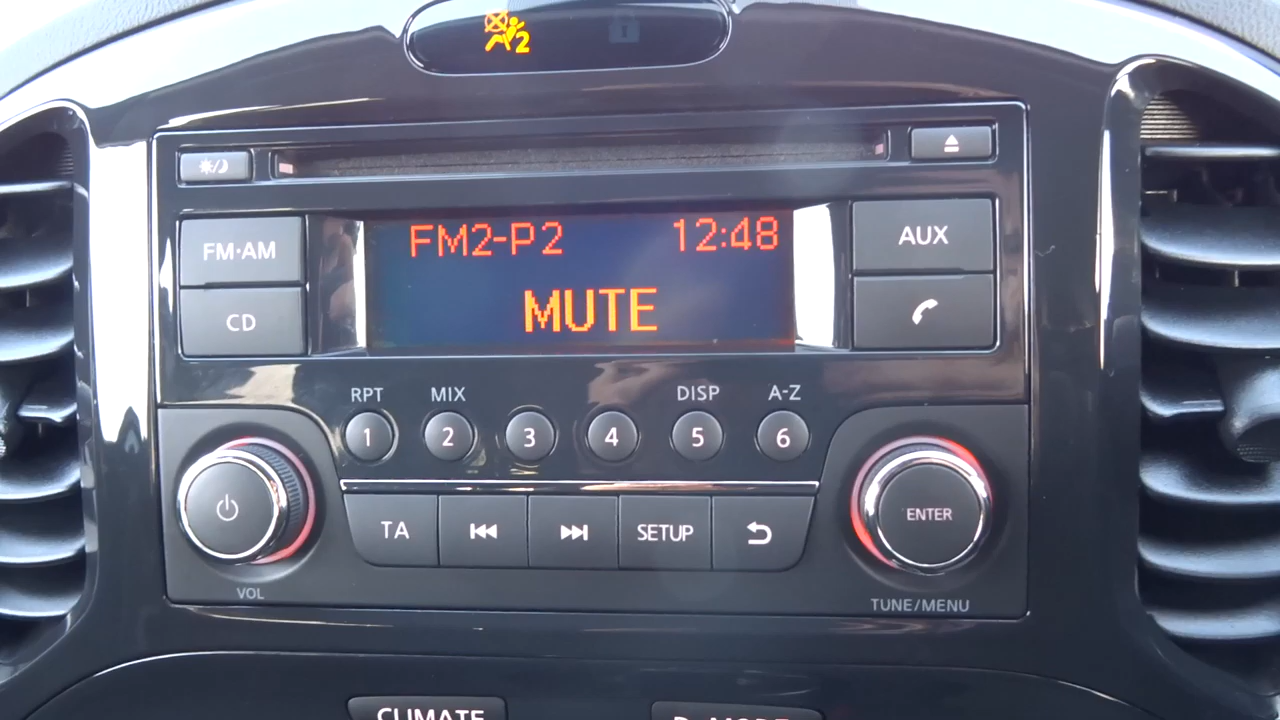 2
FM2-P2 12:48
MUTE
FM·AM
CD
AUX
RPT MIX DISP A-Z
1 2 3 4 5 6
TA SETUP
ENTER
VOL
TUNE/MENU
CLIMATE